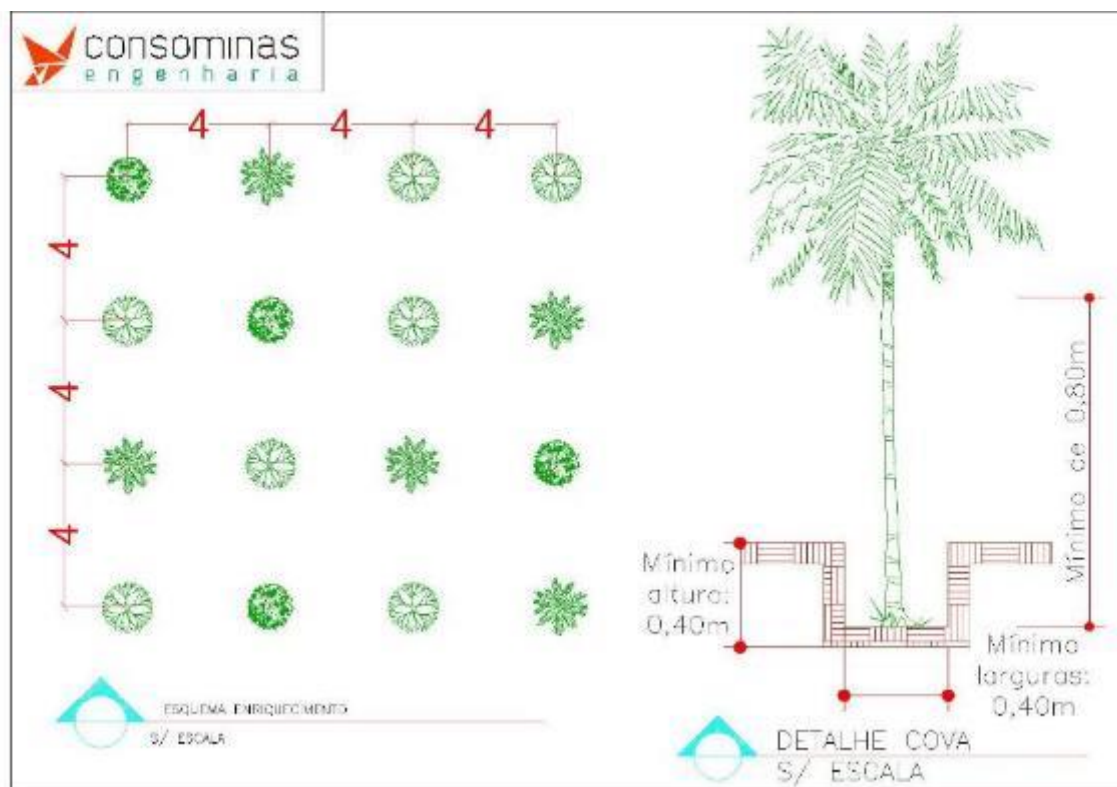 consominas
engenharia
4 4 4
4
4
4
ESQUEMA ENRIQUECIMENTO
S/ ESCALA
Mínimo de 0,80m
Mínimo
altura:
0,40m
Mínimo
larguras:
0,40m
DETALHE COVA
S/ ESCALA